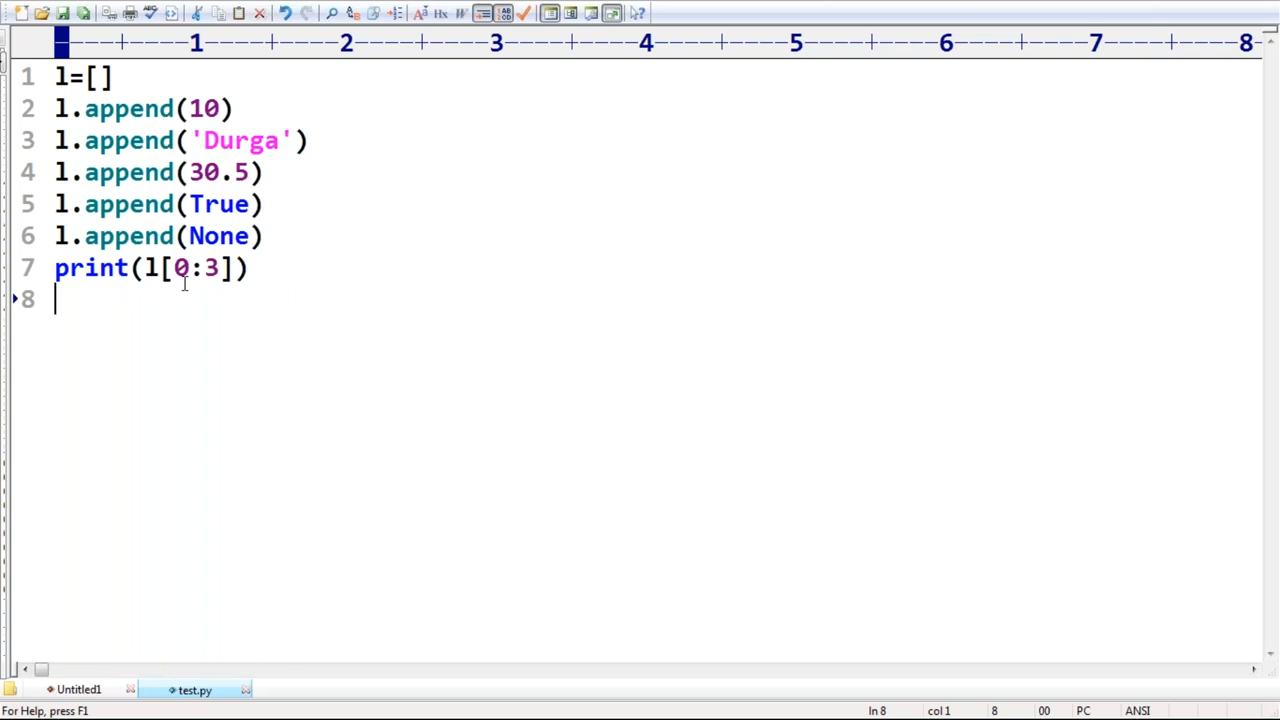 1 2 3 4 5 6 7 8
1 l=[]
2 l.append(10)
3 l.append('Durga')
4 l.append(30.5)
5 l.append(True)
6 l.append(None)
7 print(l[0:3])
8
Untitled1 test.py
For Help, press F1 ln 8 col 1 8 00 PC ANSI